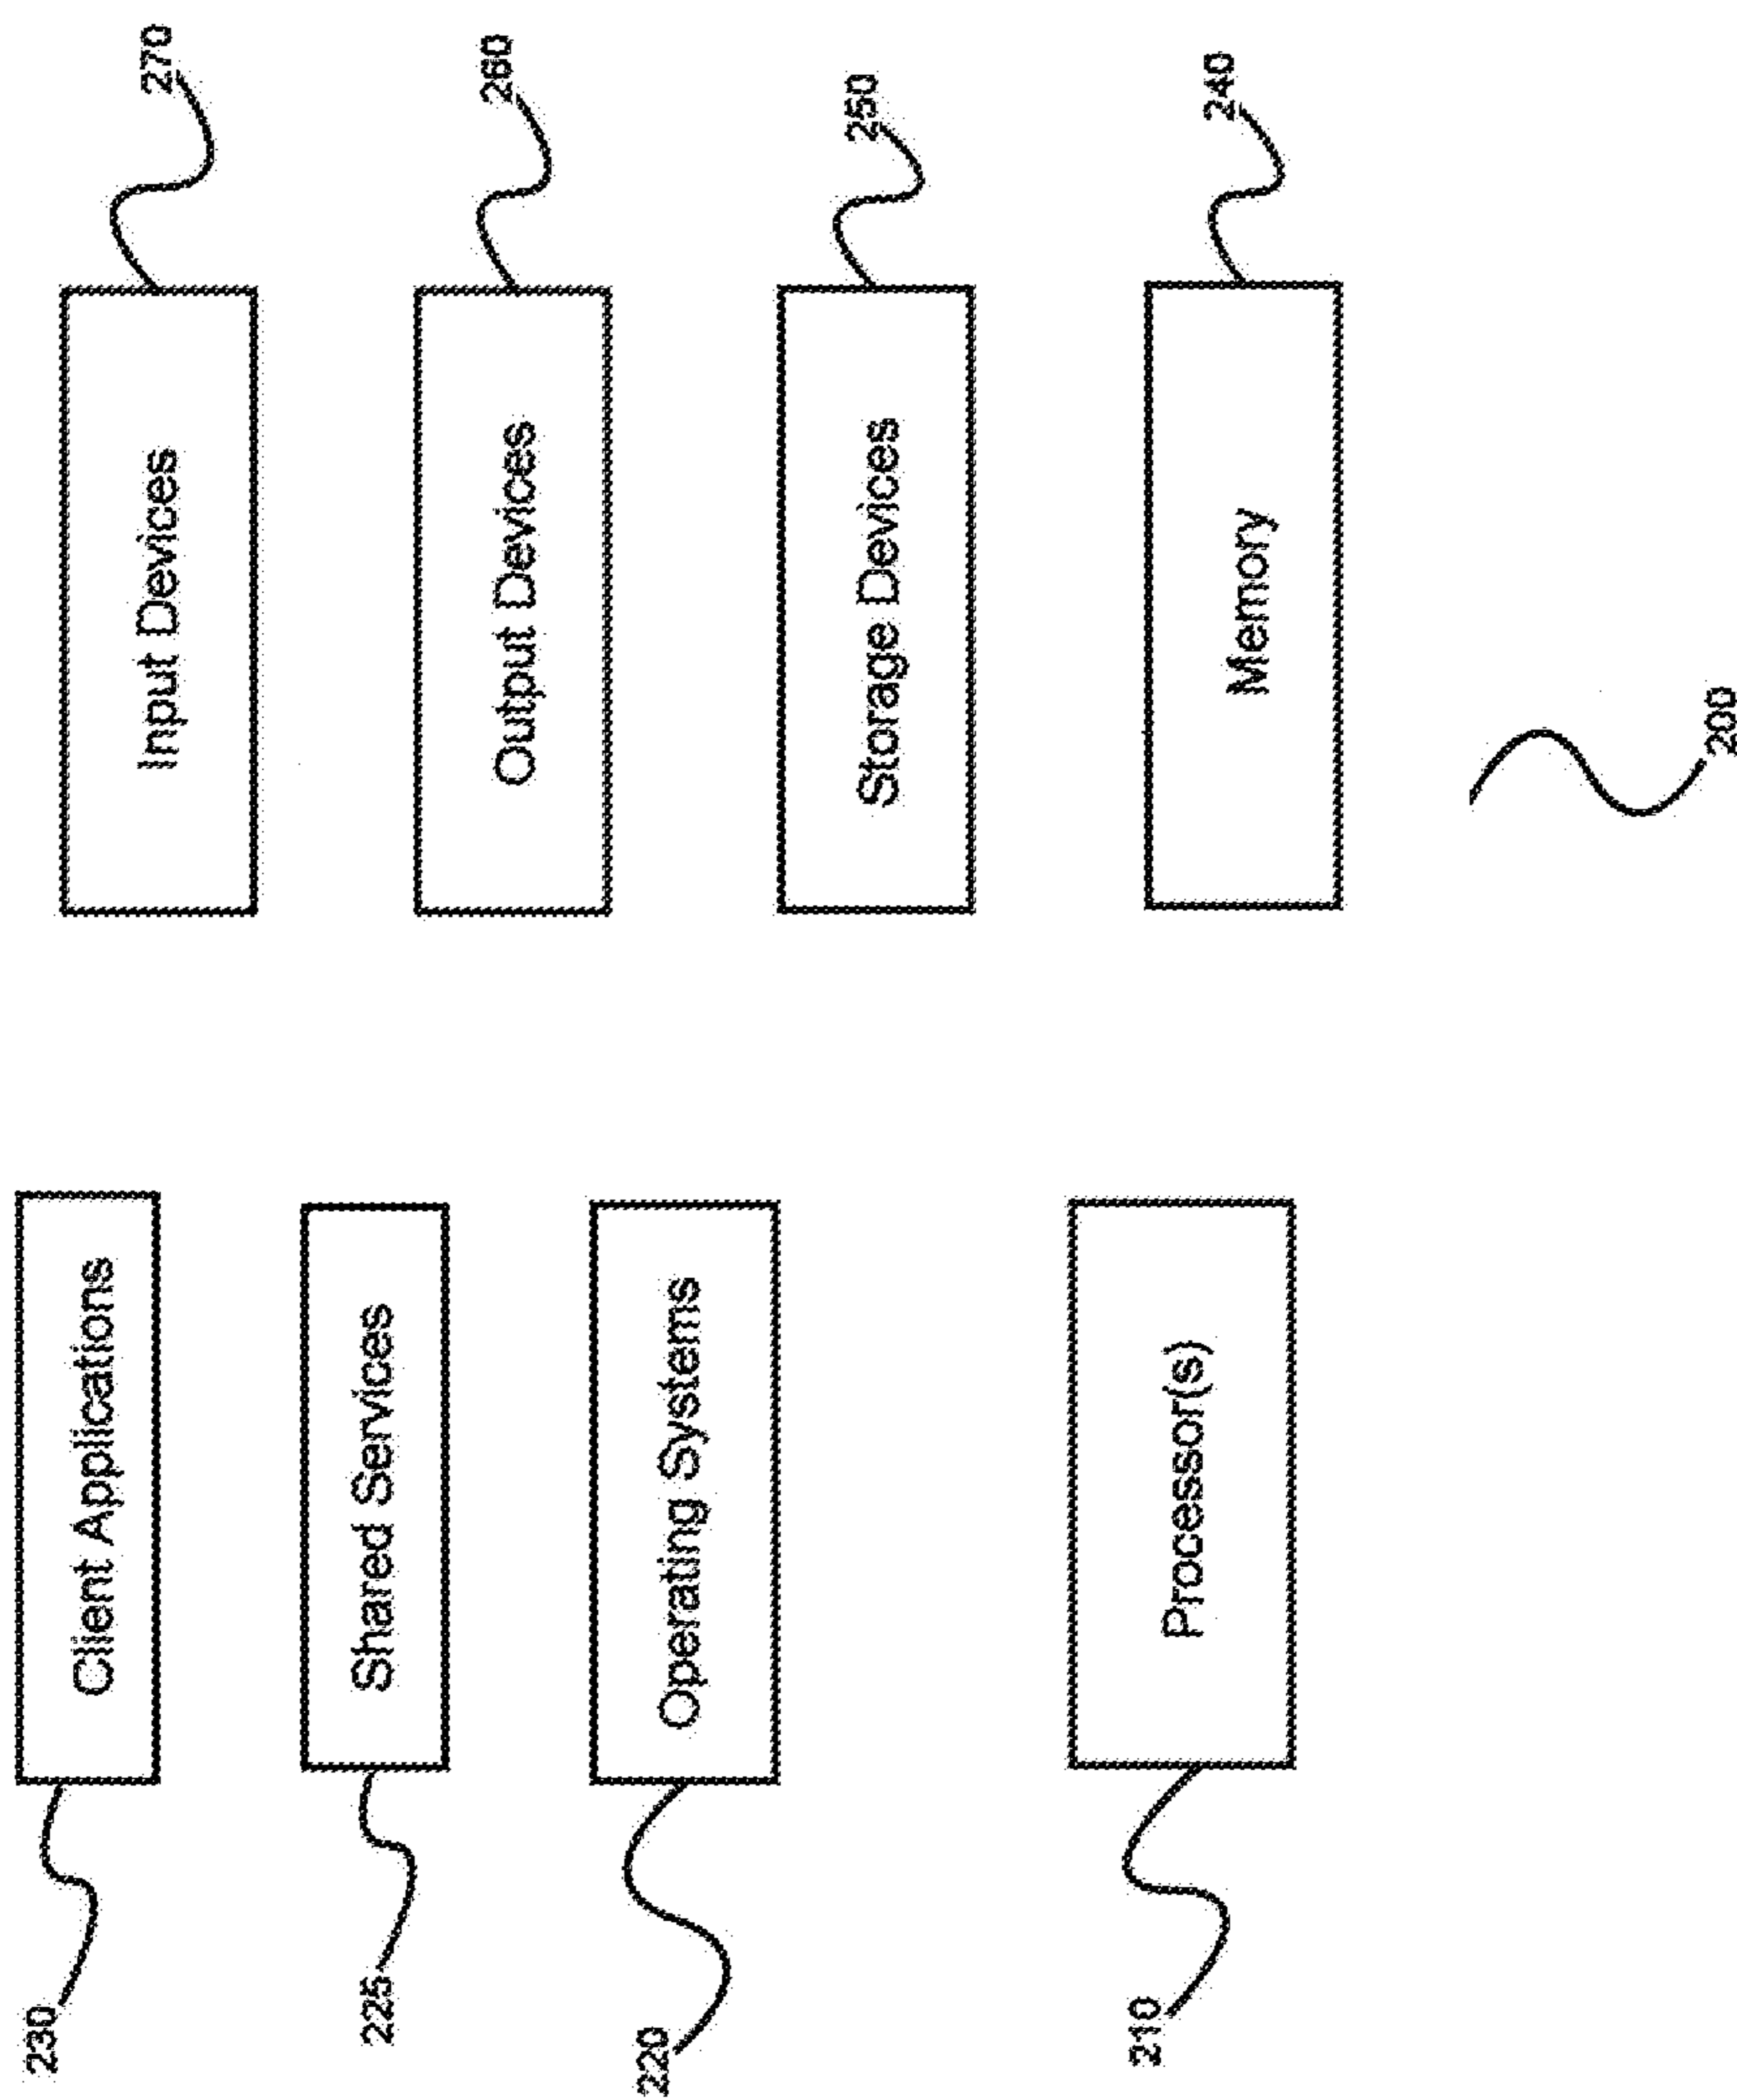 230
Client Applications
Input Devices
270
225
Shared Services
Output Devices
260
220
Operating Systems
Storage Devices
250
210
Processor(s)
Memory
240
200